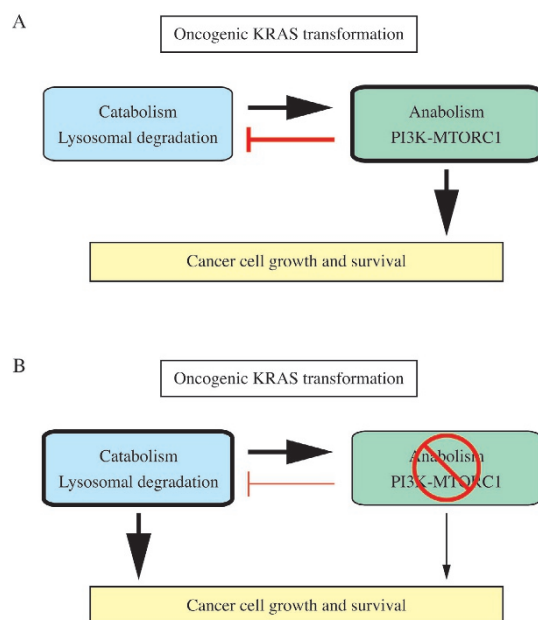 A
Oncogenic KRAS transformation
Catabolism
Lysosomal degradation
Anabolism
PI3K-MTORC1
Cancer cell growth and survival
B
Oncogenic KRAS transformation
Catabolism
Lysosomal degradation
Anabolism
PI3K-MTORC1
Cancer cell growth and survival